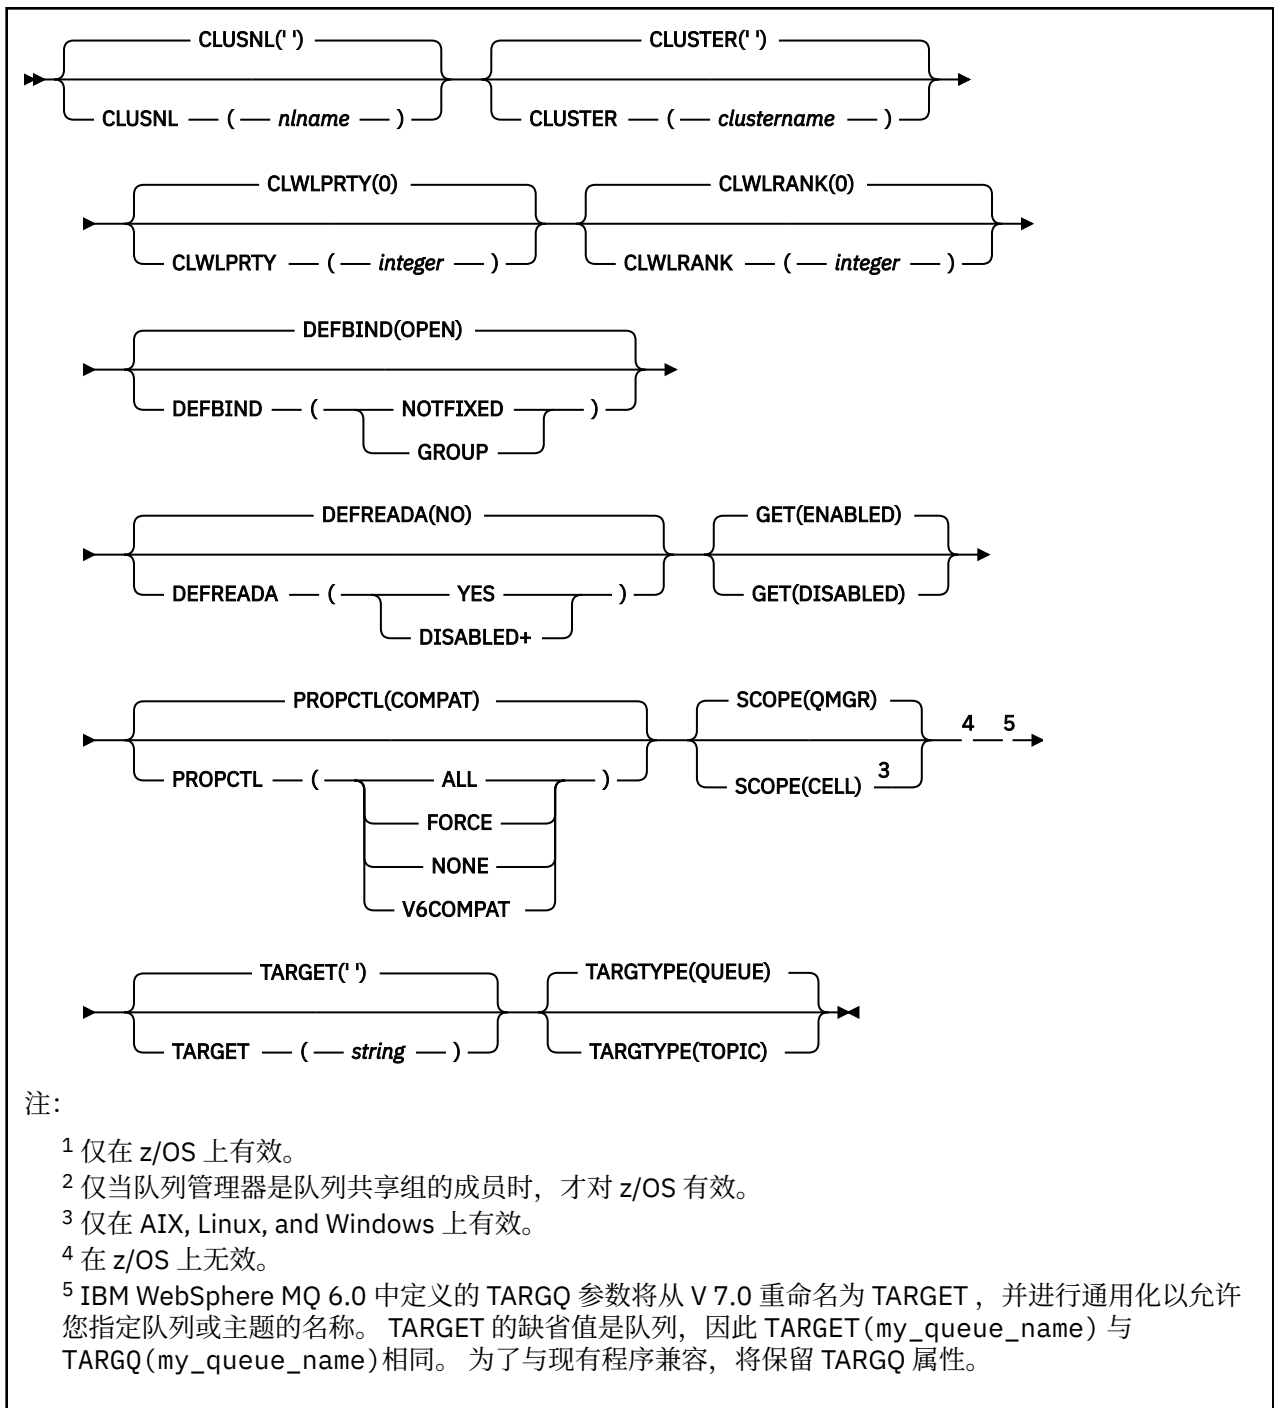 CLUSNL(' ') CLUSTER(' ')
CLUSNL ( nlname ) CLUSTER ( clustername )
CLWLPRTY(0) CLWLRANK(0)
CLWLPRTY ( integer ) CLWLRANK ( integer )
DEFBIND(OPEN)
DEFBIND ( NOTFIXED )
GROUP
DEFREADA(NO) GET(ENABLED)
DEFREADA ( YES ) GET(DISABLED)
DISABLED+
PROPCTL(COMPAT) SCOPE(QMGR) 4 5
PROPCTL ( ALL ) SCOPE(CELL) 3
FORCE
NONE
V6COMPAT
TARGET(' ') TARGTYPE(QUEUE)
TARGET ( string ) TARGTYPE(TOPIC)
注：
1 仅在 z/OS 上有效。
2 仅当队列管理器是队列共享组的成员时，才对 z/OS 有效。
3 仅在 AIX, Linux, and Windows 上有效。
4 在 z/OS 上无效。
5 IBM WebSphere MQ 6.0 中定义的 TARGQ 参数将从 V 7.0 重命名为 TARGET ，并进行通用化以允许
您指定队列或主题的名称。 TARGET 的缺省值是队列，因此 TARGET(my_queue_name) 与
TARGQ(my_queue_name)相同。 为了与现有程序兼容，将保留 TARGQ 属性。